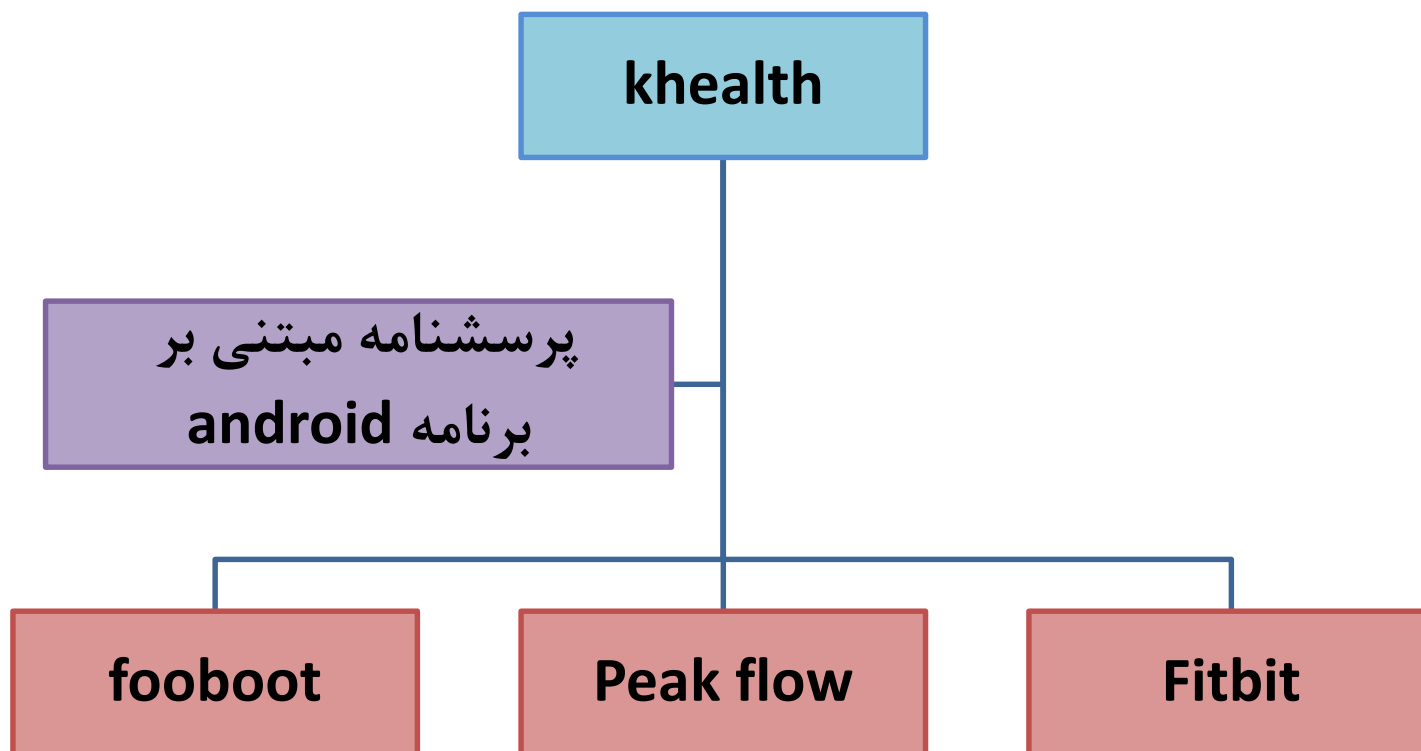 khealth
پرسشنامه مبتنی بر
برنامه android
fooboot
Peak flow
Fitbit